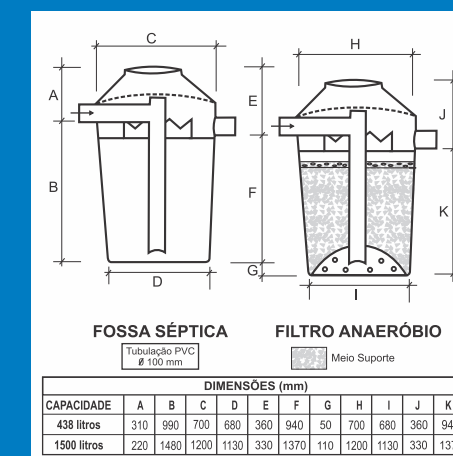 C
H
A
E
J
B
F
K
G
D
I
FOSSA SÉPTICA
FILTRO ANAERÓBIO
Tubulação PVC
Ø 100 mm
Meio Suporte
DIMENSÕES (mm)
CAPACIDADE A B C D E F G H I J K
438 litros 310 990 700 680 360 940 50 700 680 360
1500 litros 220 1480 1200 1130 330 1370 110 1200 1130 330